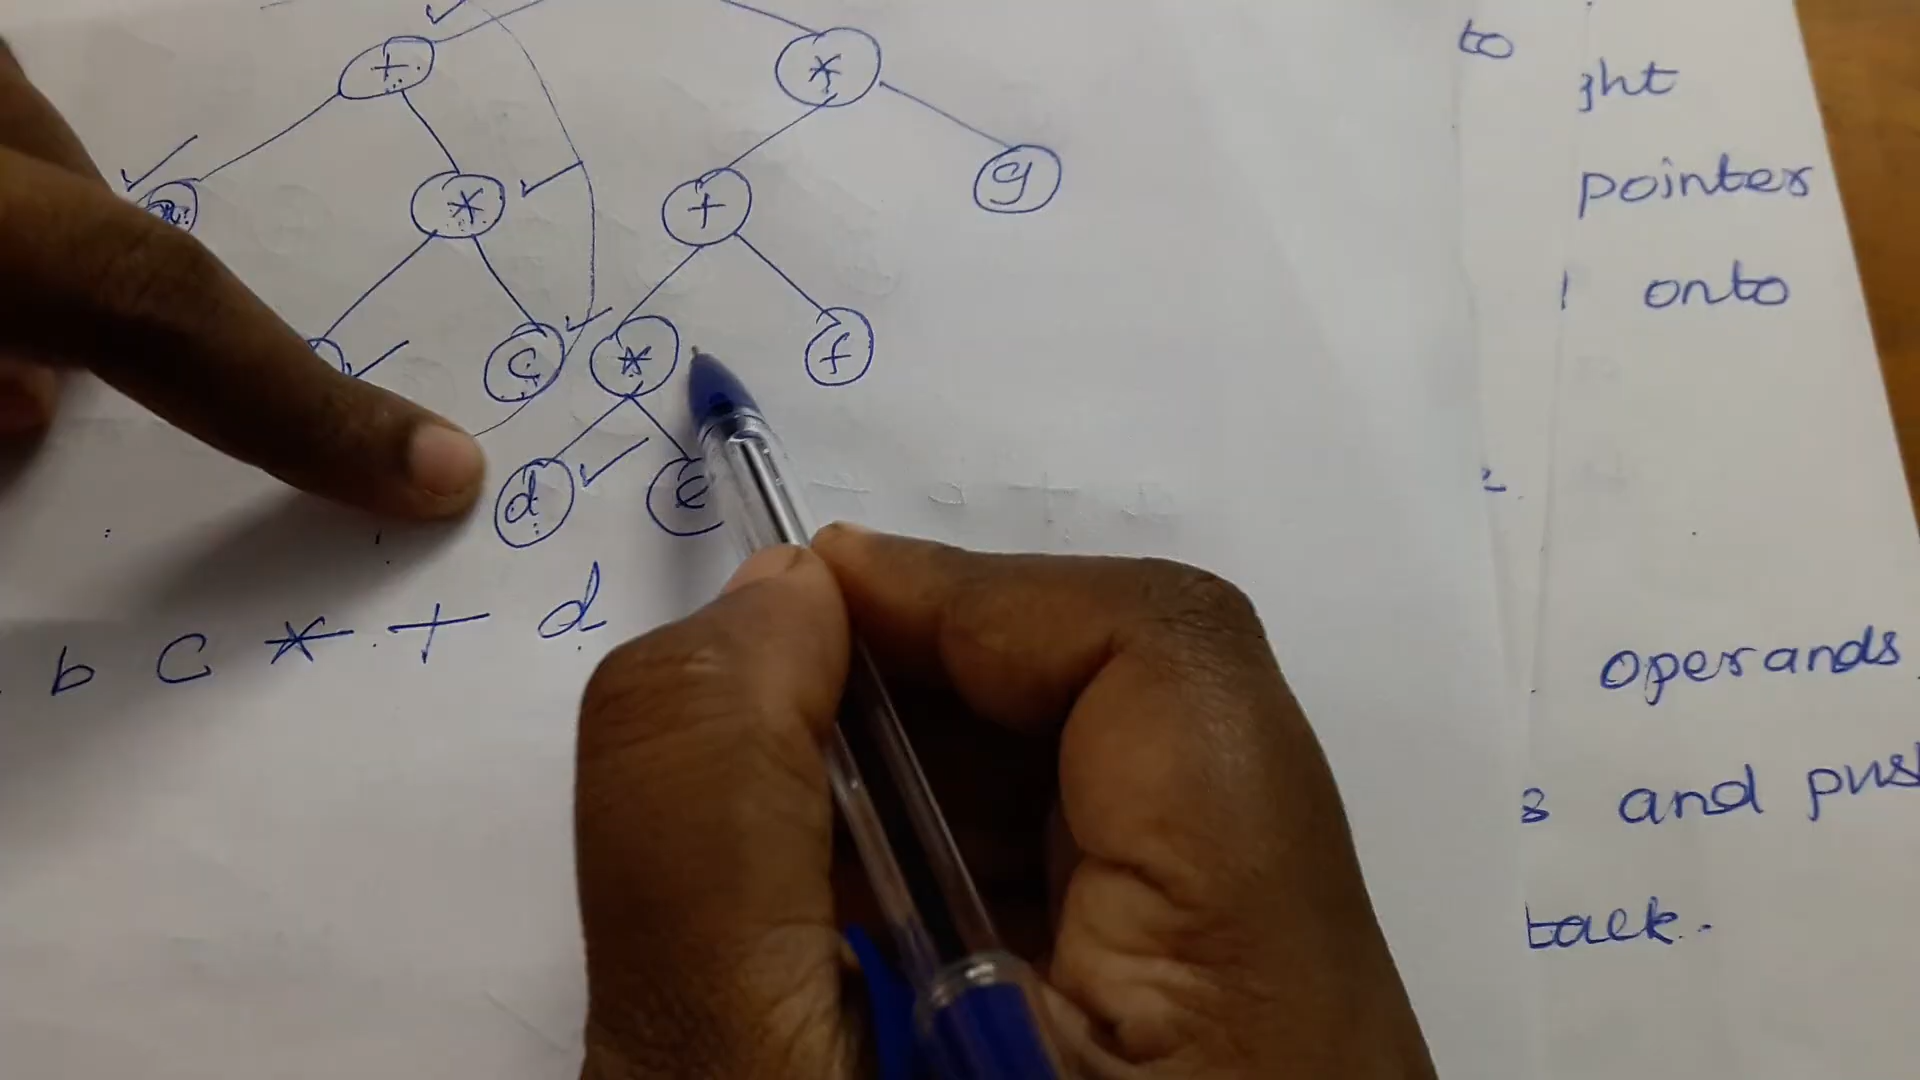 + *
* + g
c * f
d e
b c * + d
to
ght
pointer
onto
operands
and pus
tack.